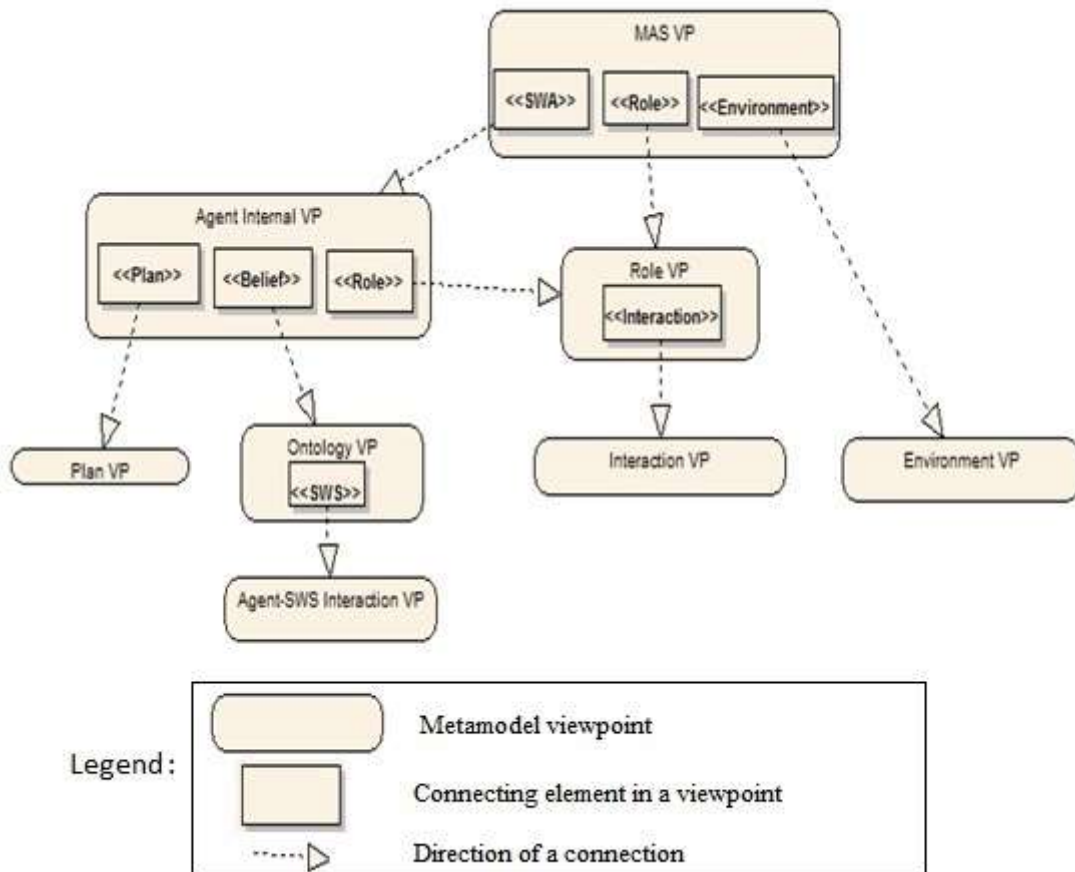 MAS VP
<<SWA>>
<<Role>>
<<Environment>>
Agent Internal VP
<<Plan>>
<<Belief>>
<<Role>>
Role VP
<<Interaction>>
Plan VP
Ontology VP
<<SWS>>
Interaction VP
Environment VP
Agent-SWS Interaction VP
Legend:
Metamodel viewpoint
Connecting element in a viewpoint
Direction of a connection